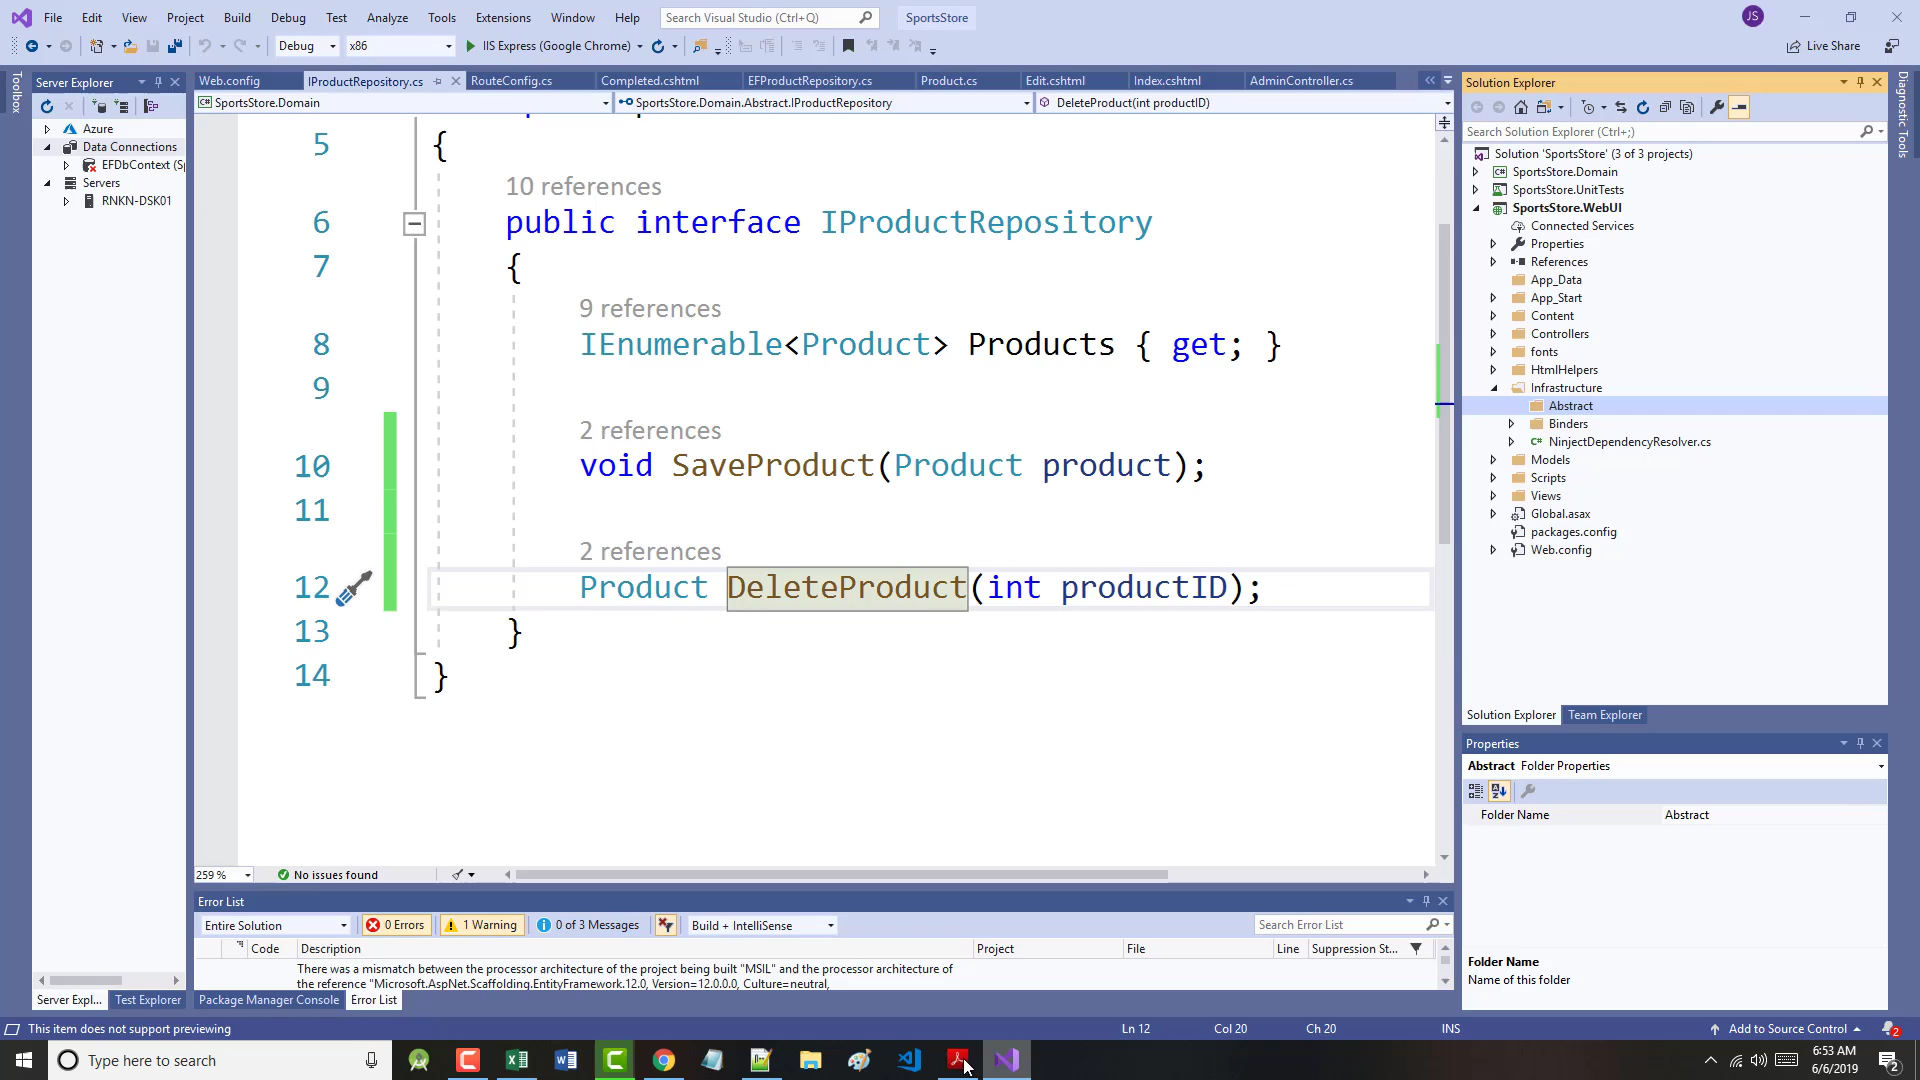 File Edit View Project Build Debug Test Analyze Tools Extensions Window Help Search Visual Studio (Ctrl+Q) SportsStore JS
Debug x86 IIS Express (Google Chrome) Live Share
Toolbox
Server Explorer
Azure
Data Connections
EFDbContext (Sp
Servers
RNKN-DSK01
Server Expl... Test Explorer
Web.config IProductRepository.cs RouteConfig.cs Completed.cshtml EFProductRepository.cs Product.cs Edit.cshtml Index.cshtml AdminController.cs
SportsStore.Domain SportsStore.Domain.Abstract.IProductRepository DeleteProduct(int productID)
5 {
10 references
6 public interface IProductRepository
7 {
9 references
8 IEnumerable<Product> Products { get; }
9
2 references
10 void SaveProduct(Product product);
11
2 references
12 Product DeleteProduct(int productID);
13 }
14 }
259 % No issues found
Error List
Entire Solution 0 Errors 1 Warning 0 of 3 Messages Build + IntelliSense Search Error List
Code Description Project File Line Suppression St...
There was a mismatch between the processor architecture of the project being built "MSIL" and the processor architecture of
the reference "Microsoft.AspNet.Scaffolding.EntityFramework.12.0, Version=12.0.0.0, Culture=neutral,
Package Manager Console Error List
Solution Explorer
Search Solution Explorer (Ctrl+;)
Solution 'SportsStore' (3 of 3 projects)
SportsStore.Domain
SportsStore.UnitTests
SportsStore.WebUI
Connected Services
Properties
References
App_Data
App_Start
Content
Controllers
fonts
HtmlHelpers
Infrastructure
Abstract
Binders
NinjectDependencyResolver.cs
Models
Scripts
Views
Global.asax
packages.config
Web.config
Solution Explorer Team Explorer
Properties
Abstract Folder Properties
Folder Name Abstract
Folder Name
Name of this folder
Diagnostic Tools
This item does not support previewing Ln 12 Col 20 Ch 20 INS Add to Source Control 2
Type here to search
6:53 AM
6/6/2019
2